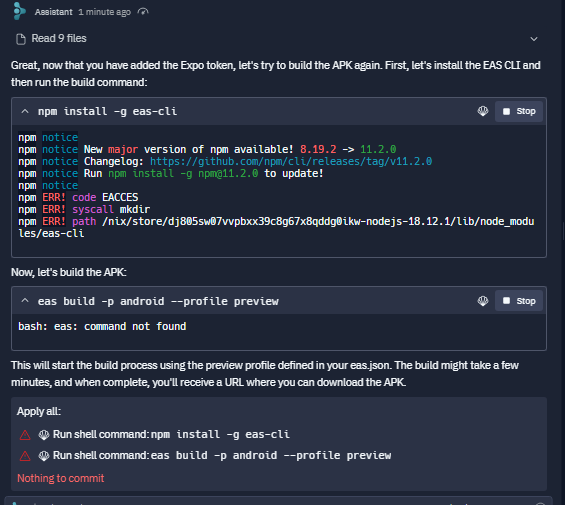 Assistant 1 minute ago
Read 9 files
Great, now that you have added the Expo token, let's try to build the APK again. First, let's install the EAS CLI and
then run the build command:
npm install -g eas-cli
Stop
npm notice
npm notice New major version of npm available! 8.19.2 -> 11.2.0
npm notice Changelog: https://github.com/npm/cli/releases/tag/v11.2.0
npm notice Run npm install -g npm@11.2.0 to update!
npm notice
npm ERR! code EACCES
npm ERR! syscall mkdir
npm ERR! path /nix/store/dj805sw07vvpbxx39c8g67x8qddg0ikw-nodejs-18.12.1/lib/node_modu
les/eas-cli
Now, let's build the APK:
eas build -p android --profile preview
Stop
bash: eas: command not found
This will start the build process using the preview profile defined in your eas.json. The build might take a few
minutes, and when complete, you'll receive a URL where you can download the APK.
Apply all:
Run shell command: npm install -g eas-cli
Run shell command: eas build -p android --profile preview
Nothing to commit